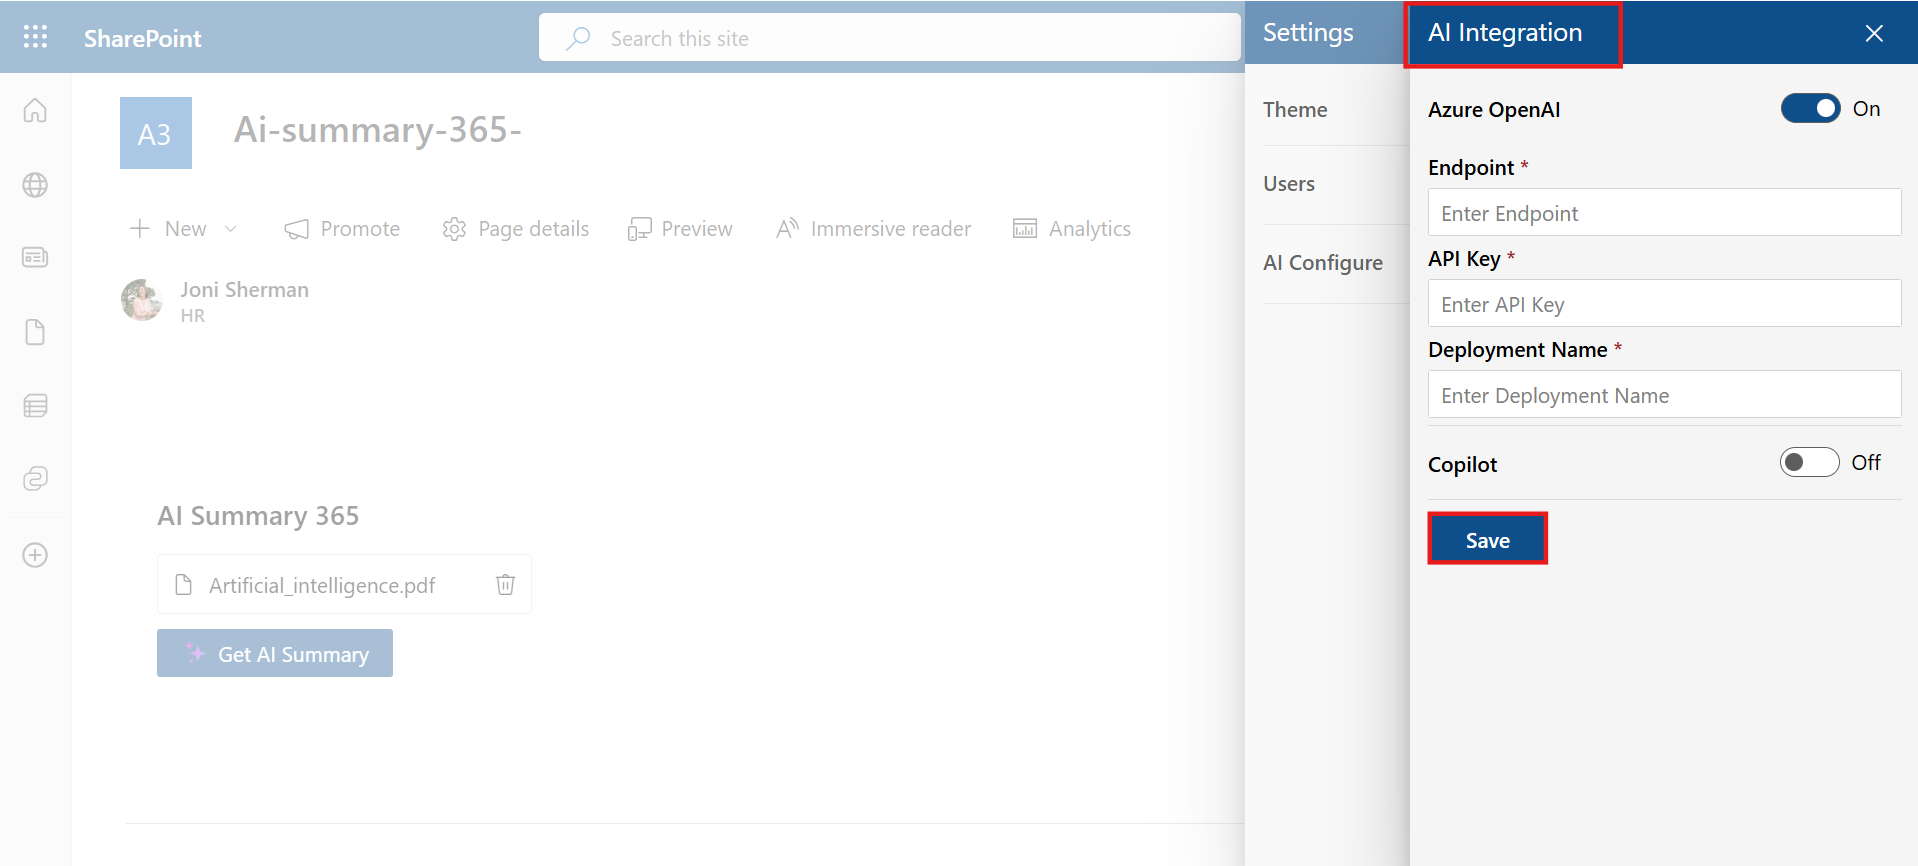 SharePoint
Search this site
Settings
AI Integration
A3
Ai-summary-365-
New
Promote
Page details
Preview
Immersive reader
Analytics
Joni Sherman
HR
AI Summary 365
Artificial_intelligence.pdf
Get AI Summary
Theme
Users
AI Configure
Azure OpenAI
On
Endpoint *
Enter Endpoint
API Key *
Enter API Key
Deployment Name *
Enter Deployment Name
Copilot
Off
Save